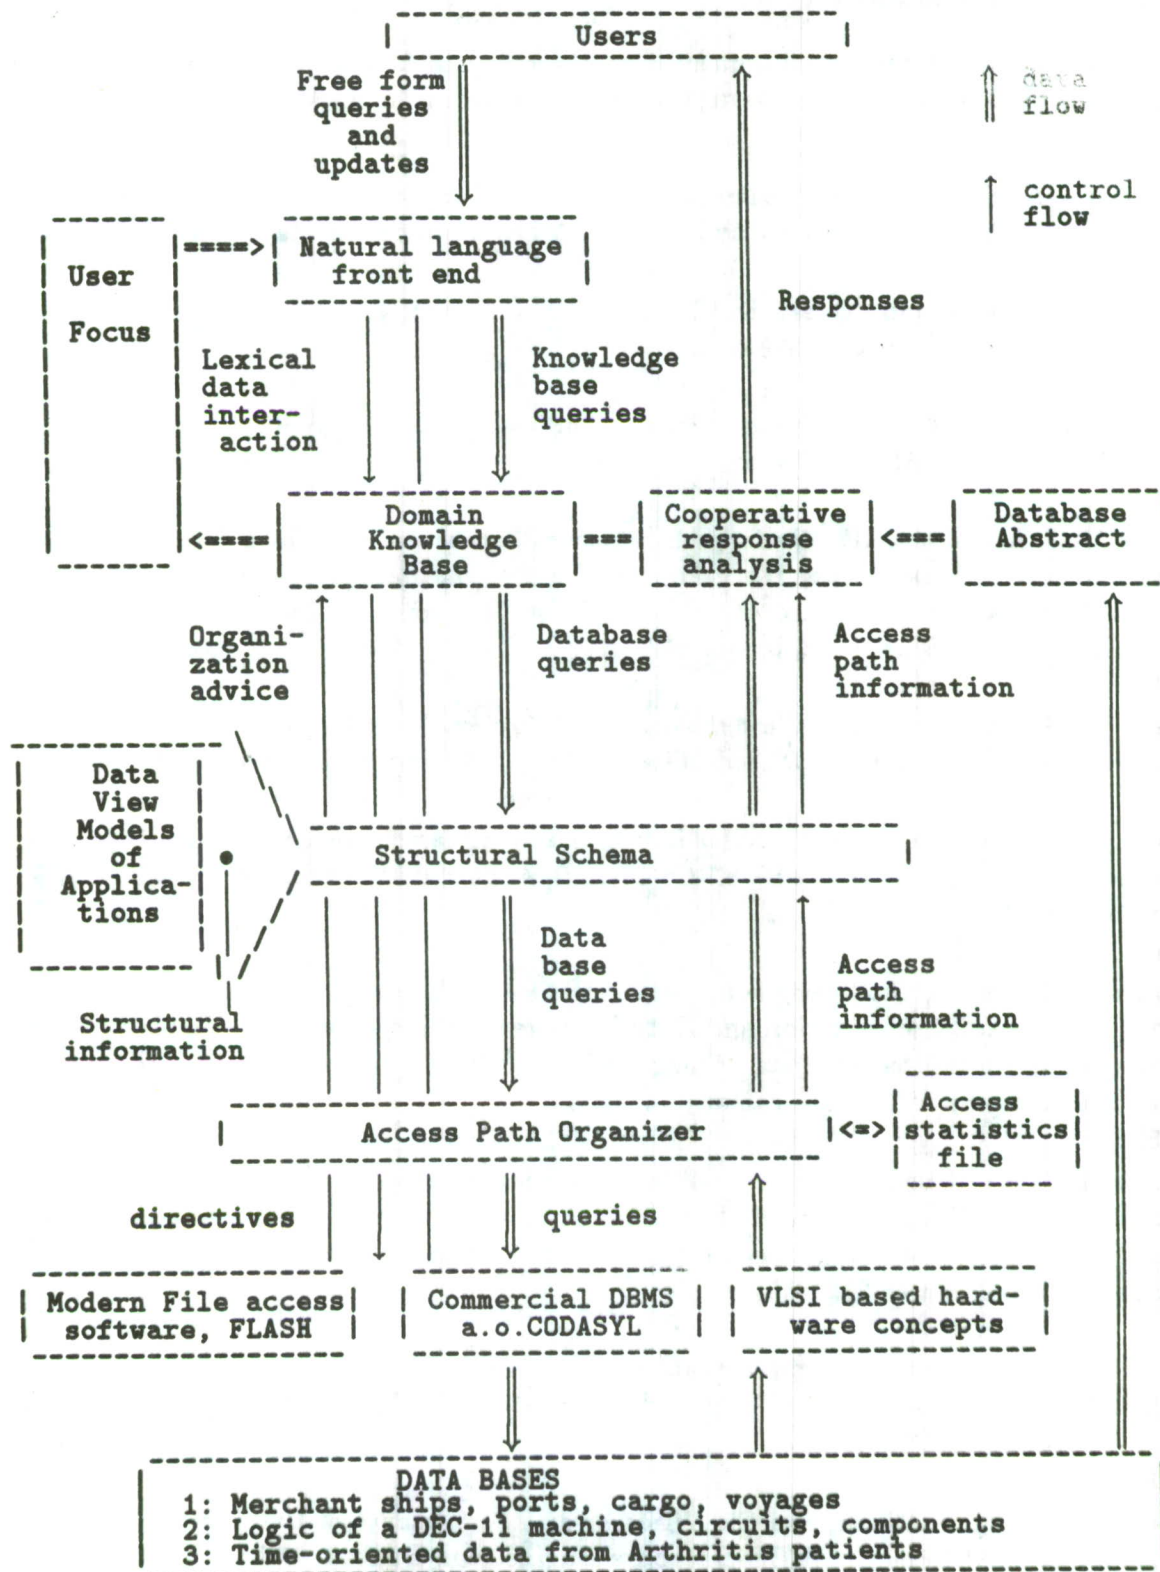 Users
Free form
queries
and
updates
data
flow
control
flow
User
Focus
Natural language
front end
Responses
Lexical
data
inter-
action
Knowledge
base
queries
Domain
Knowledge
Base
Cooperative
response
analysis
Database
Abstract
Organi-
zation
advice
Database
queries
Access
path
information
Data
View
Models
of
Applica-
tions
Structural Schema
Structural
information
Data
base
queries
Access
path
information
Access Path Organizer
Access
statistics
file
directives
queries
Modern File access
software, FLASH
Commercial DBMS
a.o.CODASYL
VLSI based hard-
ware concepts
DATA BASES
1: Merchant ships, ports, cargo, voyages
2: Logic of a DEC-11 machine, circuits, components
3: Time-oriented data from Arthritis patients